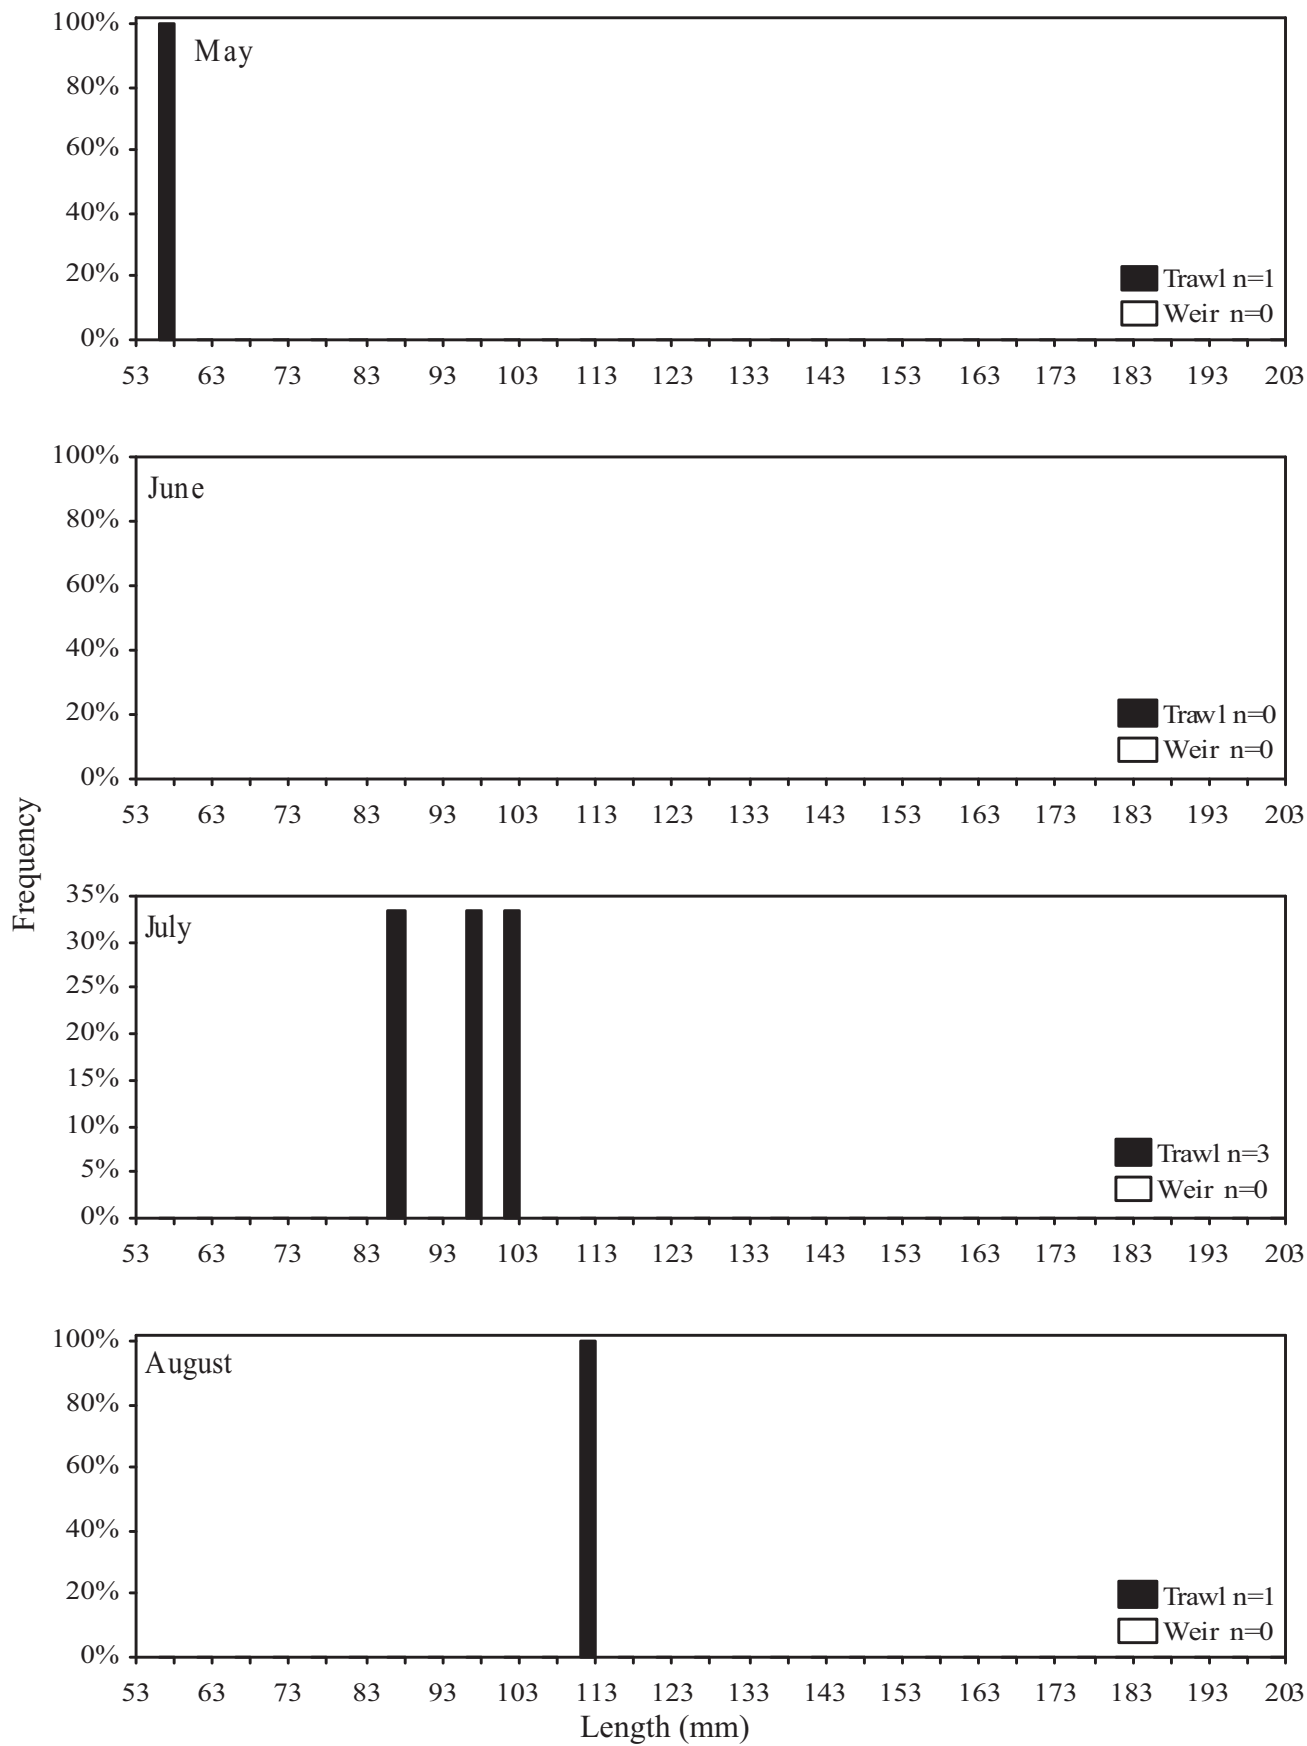 100%
May
80%
60%
40%
20%
Trawl n=1
Weir n=0
0%
53 63 73 83 93 103 113 123 133 143 153 163 173 183 193 203
100%
June
80%
60%
40%
20%
Trawl n=0
Weir n=0
0%
53 63 73 83 93 103 113 123 133 143 153 163 173 183 193 203
Frequency
35%
July
30%
25%
20%
15%
10%
Trawl n=3
5%
Weir n=0
0%
53 63 73 83 93 103 113 123 133 143 153 163 173 183 193 203
100%
August
80%
60%
40%
20%
Trawl n=1
Weir n=0
0%
53 63 73 83 93 103 113 123 133 143 153 163 173 183 193 203
Length (mm)